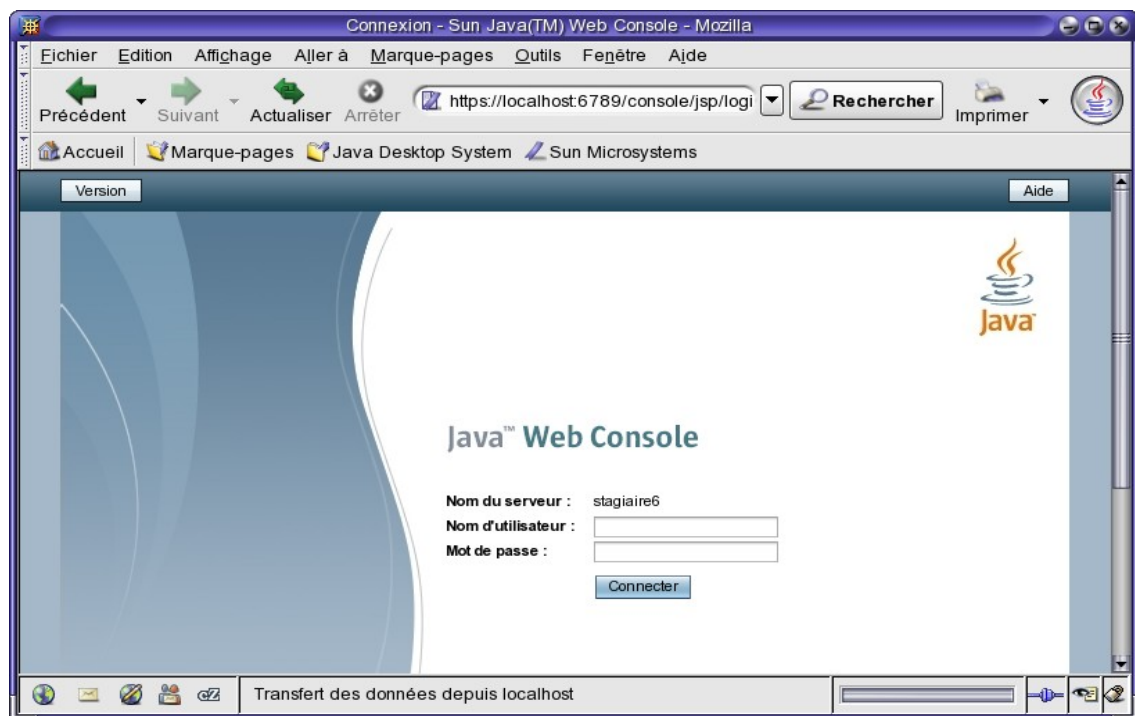 Connexion - Sun Java(TM) Web Console - Mozilla
Fichier Edition Affichage Aller à Marque-pages Outils Fenêtre Aide
Précédent Suivant Actualiser Arrêter https://localhost:6789/console/jsp/logi Rechercher Imprimer
Accueil Marque-pages Java Desktop System Sun Microsystems
Version Aide
Java
Java™ Web Console
Nom du serveur : stagiaire6
Nom d'utilisateur :
Mot de passe :
Connecter
Transfert des données depuis localhost